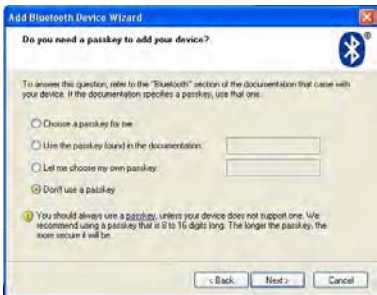 Add Bluetooth Device Wizard
Do you need a passkey to add your device?
To answer this question, refer to the "Bluetooth" section of the documentation that came with
your device. If the documentation specifies a passkey, use that one.
Choose a passkey for me
Use the passkey found in the documentation:
Let me choose my own passkey:
Don't use a passkey
You should always use a passkey, unless your device does not support one. We
recommend using a passkey that is 8 to 16 digits long. The longer the passkey, the
more secure it will be.
< Back
Next >
Cancel